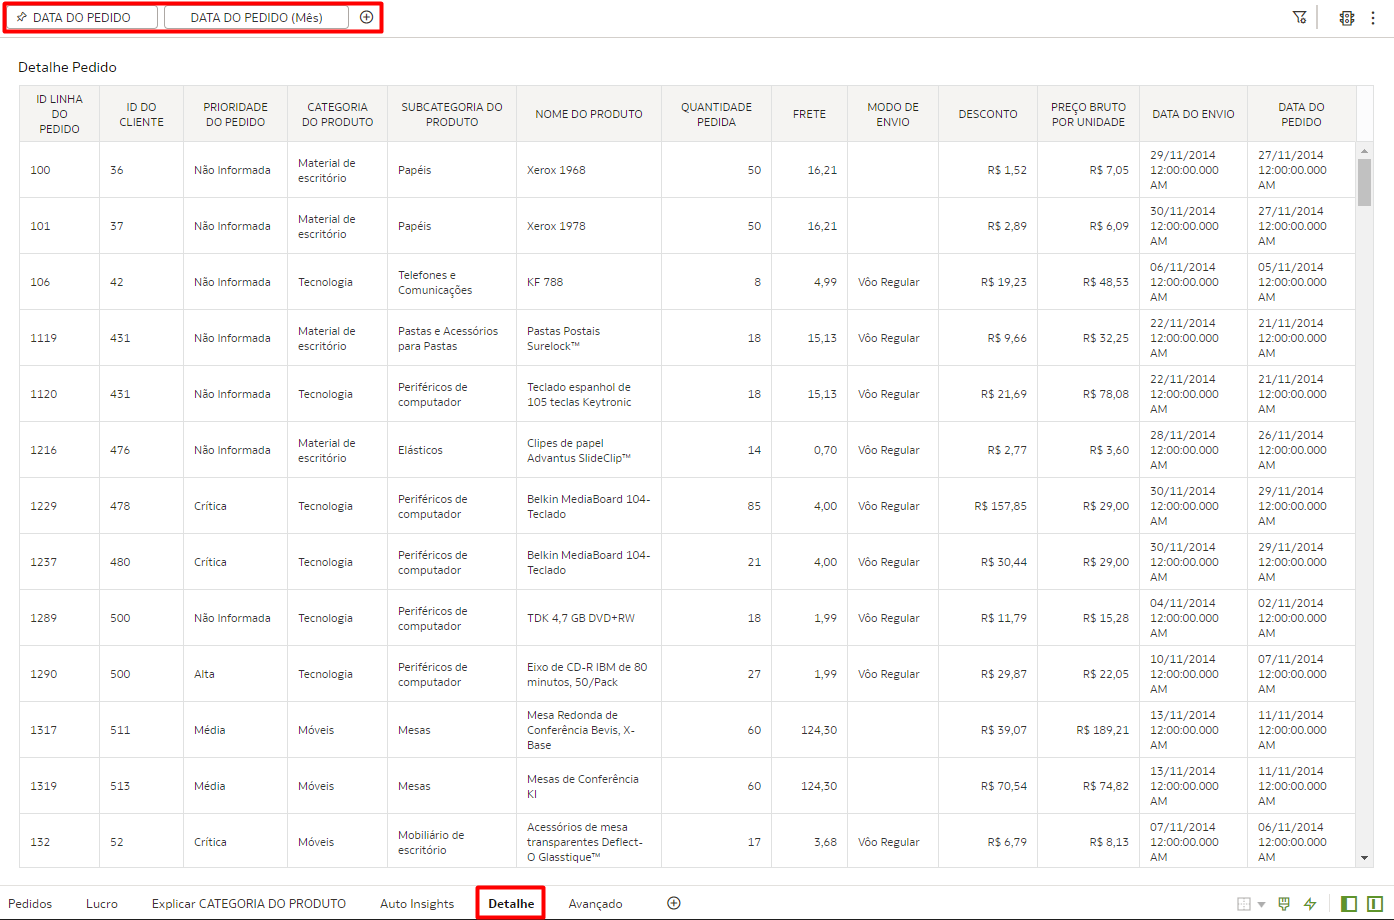 DATA DO PEDIDO
DATA DO PEDIDO (Mês)
Detalhe Pedido
ID LINHA DO PEDIDO ID DO CLIENTE PRIORIDADE DO PEDIDO CATEGORIA DO PRODUTO SUBCATEGORIA DO PRODUTO NOME DO PRODUTO QUANTIDADE PEDIDA FRETE MODO DE ENVIO DESCONTO PREÇO BRUTO POR UNIDADE DATA DO ENVIO DATA DO PEDIDO
100 36 Não Informada Material de escritório Papéis Xerox 1968 50 16,21 R$ 1,52 R$ 7,05 29/11/2014 12:00:00.000 AM 27/11/2014 12:00:00.000 AM
101 37 Não Informada Material de escritório Papéis Xerox 1978 50 16,21 R$ 2,89 R$ 6,09 30/11/2014 12:00:00.000 AM 27/11/2014 12:00:00.000 AM
106 42 Não Informada Tecnologia Telefones e Comunicações KF 788 8 4,99 Vôo Regular R$ 19,23 R$ 48,53 06/11/2014 12:00:00.000 AM 05/11/2014 12:00:00.000 AM
1119 431 Não Informada Material de escritório Pastas e Acessórios para Pastas Pastas Postais Surelock™ 18 15,13 Vôo Regular R$ 9,66 R$ 32,25 22/11/2014 12:00:00.000 AM 21/11/2014 12:00:00.000 AM
1120 431 Não Informada Tecnologia Periféricos de computador Teclado espanhol de 105 teclas Keytronic 18 15,13 Vôo Regular R$ 21,69 R$ 78,08 22/11/2014 12:00:00.000 AM 21/11/2014 12:00:00.000 AM
1216 476 Não Informada Material de escritório Elásticos Clipes de papel Advantus SlideClip™ 14 0,70 Vôo Regular R$ 2,77 R$ 3,60 28/11/2014 12:00:00.000 AM 26/11/2014 12:00:00.000 AM
1229 478 Crítica Tecnologia Periféricos de computador Belkin MediaBoard 104-Teclado 85 4,00 Vôo Regular R$ 157,85 R$ 29,00 30/11/2014 12:00:00.000 AM 29/11/2014 12:00:00.000 AM
1237 480 Crítica Tecnologia Periféricos de computador Belkin MediaBoard 104-Teclado 21 4,00 Vôo Regular R$ 30,44 R$ 29,00 30/11/2014 12:00:00.000 AM 29/11/2014 12:00:00.000 AM
1289 500 Não Informada Tecnologia Periféricos de computador TDK 4,7 GB DVD+RW 18 1,99 Vôo Regular R$ 11,79 R$ 15,28 04/11/2014 12:00:00.000 AM 02/11/2014 12:00:00.000 AM
1290 500 Alta Tecnologia Periféricos de computador Eixo de CD-R IBM de 80 minutos, 50/Pack 27 1,99 Vôo Regular R$ 29,87 R$ 22,05 10/11/2014 12:00:00.000 AM 07/11/2014 12:00:00.000 AM
1317 511 Média Móveis Mesas Mesa Redonda de Conferência Bevis, X-Base 60 124,30 R$ 39,07 R$ 189,21 13/11/2014 12:00:00.000 AM 11/11/2014 12:00:00.000 AM
1319 513 Média Móveis Mesas Mesas de Conferência KI 60 124,30 R$ 70,54 R$ 74,82 13/11/2014 12:00:00.000 AM 11/11/2014 12:00:00.000 AM
132 52 Crítica Móveis Mobiliário de escritório Acessórios de mesa transparentes Deflect-O Glasstique™ 17 3,68 Vôo Regular R$ 6,79 R$ 8,13 07/11/2014 12:00:00.000 AM 06/11/2014 12:00:00.000 AM
Pedidos Lucro Explicar CATEGORIA DO PRODUTO Auto Insights Detalhe Avançado